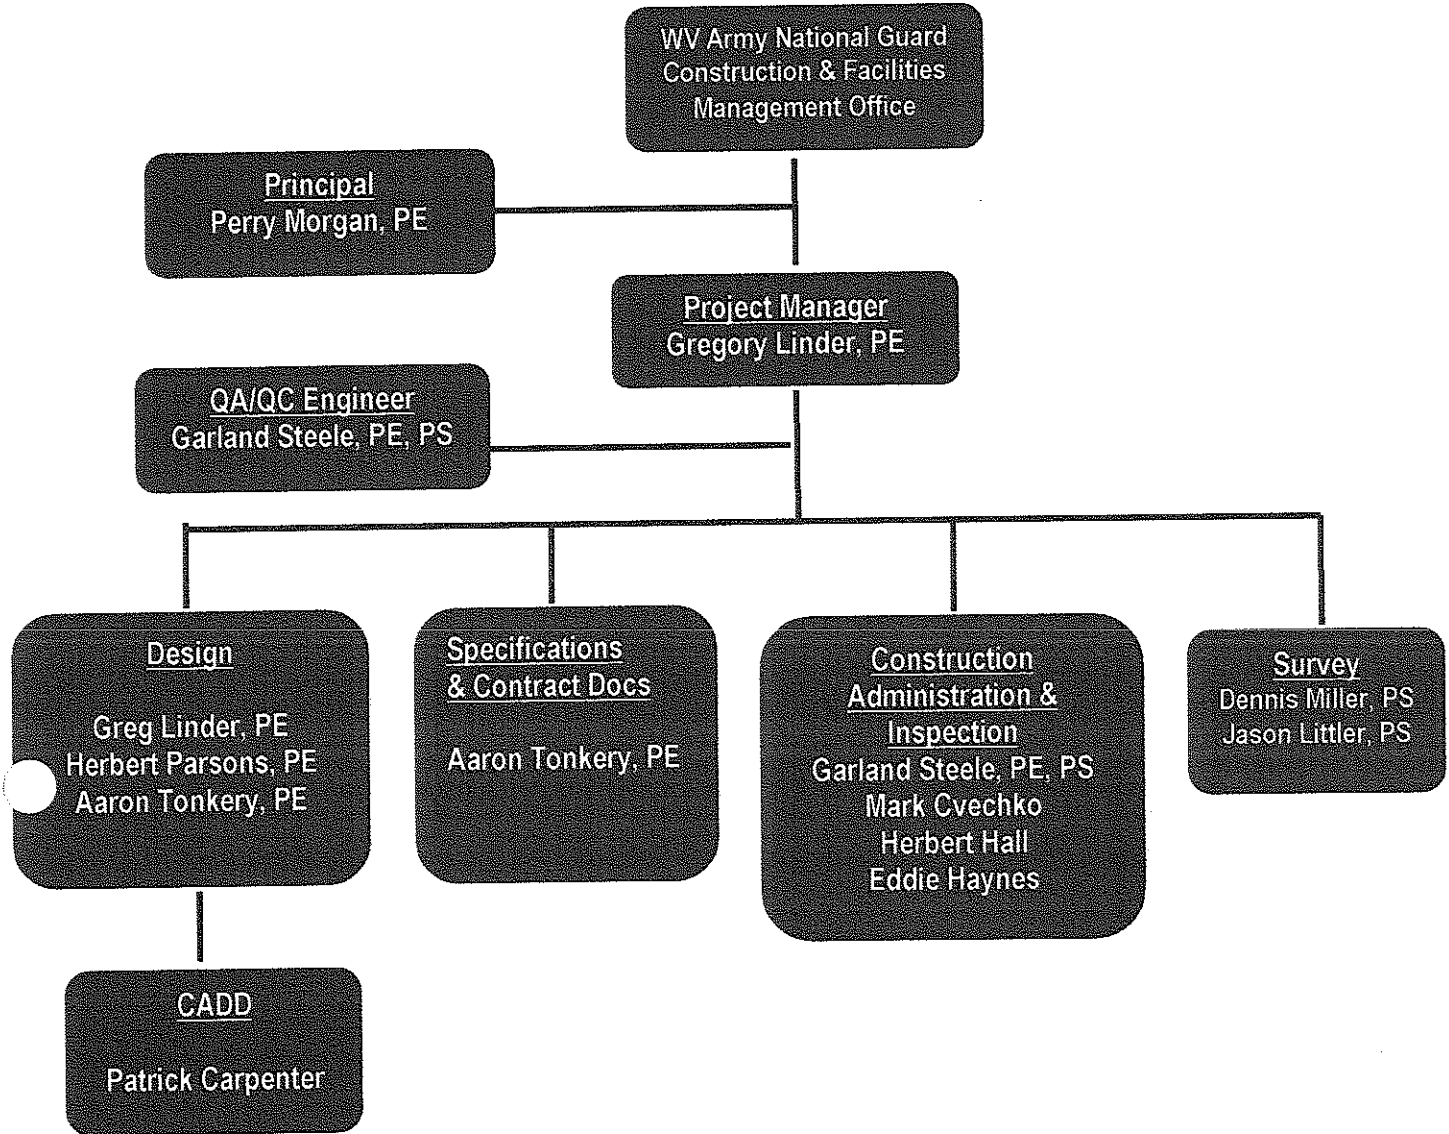 WV Army National Guard
Construction & Facilities
Management Office
Principal
Perry Morgan, PE
Project Manager
Gregory Linder, PE
QA/QC Engineer
Garland Steele, PE, PS
Design
Greg Linder, PE
Herbert Parsons, PE
Aaron Tonkery, PE
Specifications
& Contract Docs
Aaron Tonkery, PE
Construction
Administration &
Inspection
Garland Steele, PE, PS
Mark Cvechko
Herbert Hall
Eddie Haynes
Survey
Dennis Miller, PS
Jason Littler, PS
CADD
Patrick Carpenter